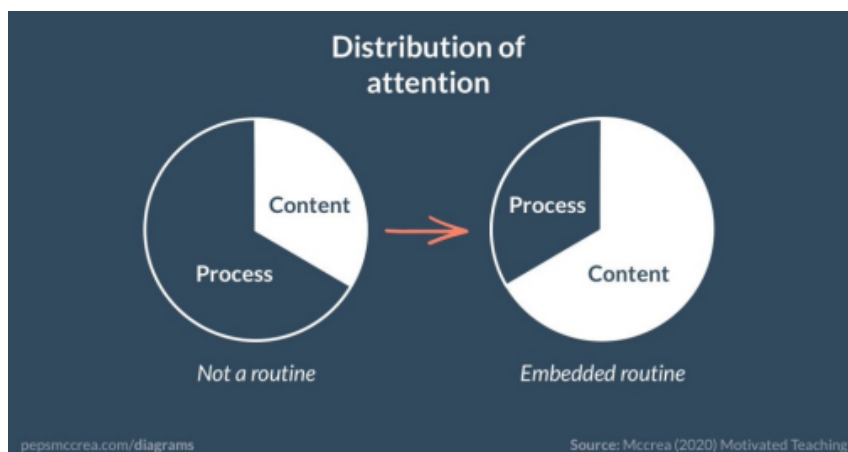 Distribution of
attention
Content
Process
Process
Content
Not a routine
Embedded routine
pepsmccrea.com/diagrams
Source: Mccrea (2020) Motivated Teaching